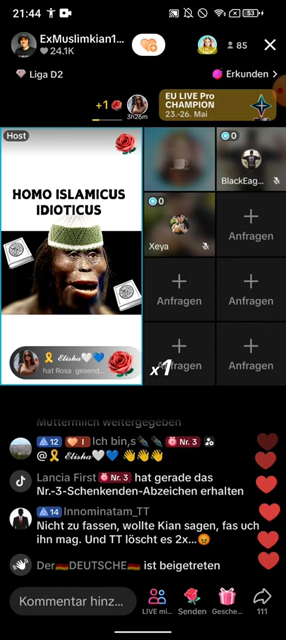 21:44
ExMuslimkian1...
24.1K
85
Liga D2
Erkunden >
+1
3h26m
EU LIVE Pro
CHAMPION
23.-26. Mai
Host
HOMO ISLAMICUS
IDIOTICUS
0
BlackEag...
0
Xeya
Anfragen
Anfragen
Anfragen
Anfragen
Anfragen
x1
Elisha
hat Rosa gesend...
Muttermilch weitergegeben
12 I Ich bin,s Nr. 3
@ Elisha
Lancia First Nr. 3 hat gerade das
Nr.-3-Schenkenden-Abzeichen erhalten
14 Innominatam_TT
Nicht zu fassen, wollte Kian sagen, fas uch
ihn mag. Und TT löscht es 2x...😡
Der🇩🇪DEUTSCHE🇩🇪 ist beigetreten
Kommentar hinz...
LIVE mi...
Senden
Gesche...
111